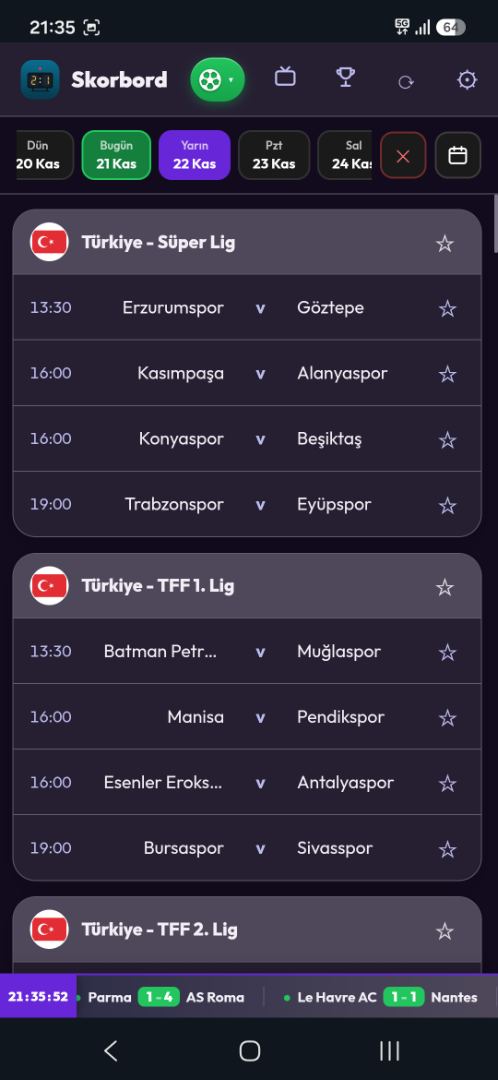 21:35 5G 64
2:1 Skorbord
Dün Bugün Yarın Pzt Sal
20 Kas 21 Kas 22 Kas 23 Kas 24 Kas
Türkiye - Süper Lig
13:30 Erzurumspor v Göztepe
16:00 Kasımpaşa v Alanyaspor
16:00 Konyaspor v Beşiktaş
19:00 Trabzonspor v Eyüpspor
Türkiye - TFF 1. Lig
13:30 Batman Petr... v Muğlaspor
16:00 Manisa v Pendikspor
16:00 Esenler Eroks... v Antalyaspor
19:00 Bursaspor v Sivasspor
Türkiye - TFF 2. Lig
21:35:52 Parma 1 - 4 AS Roma Le Havre AC 1 - 1 Nantes